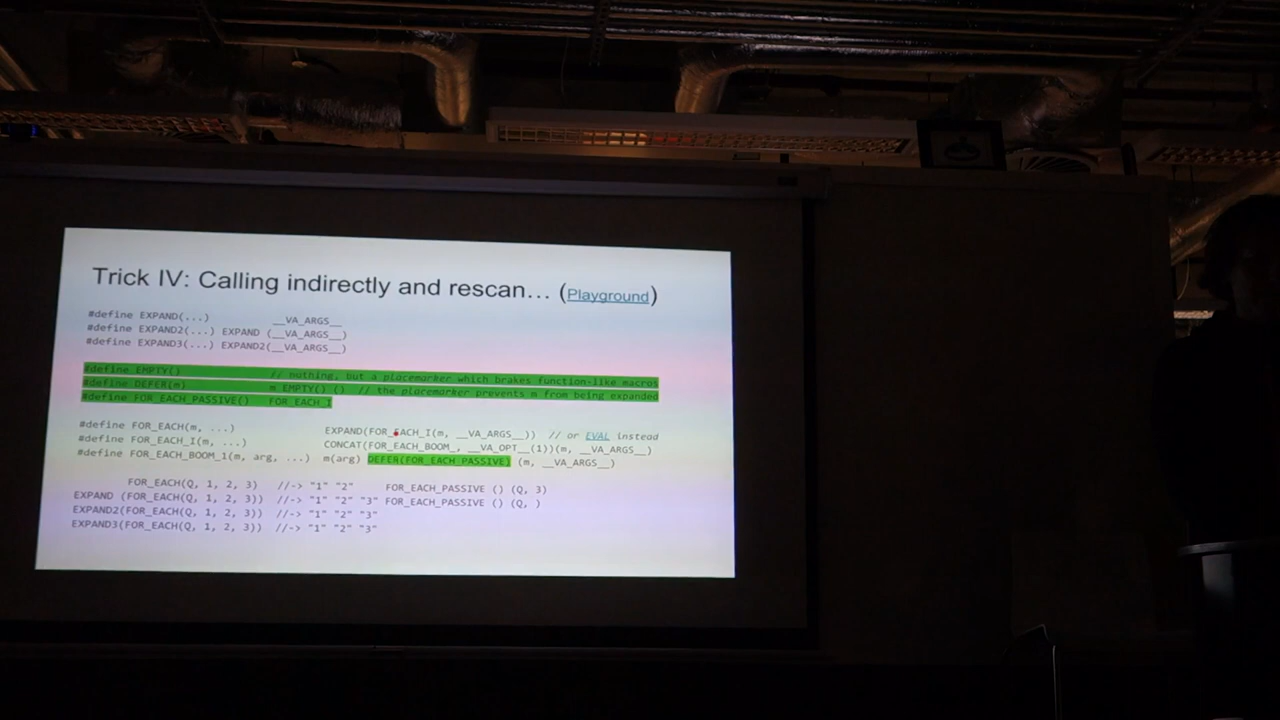 Trick IV: Calling indirectly and rescan... (Playground)
#define EXPAND(...) __VA_ARGS__
#define EXPAND2(...) EXPAND (__VA_ARGS__)
#define EXPAND3(...) EXPAND2(__VA_ARGS__)
#define EMPTY() // nothing, but a placemarker which brakes function-like macros
#define DEFER(m) m EMPTY() () // the placemarker prevents m from being expanded
#define FOR_EACH_PASSIVE() FOR_EACH_I
#define FOR_EACH(m, ...) EXPAND(FOR_EACH_I(m, __VA_ARGS__)) // or EVAL instead
#define FOR_EACH_I(m, ...) CONCAT(FOR_EACH_BOOM_, __VA_OPT__(1))(m, __VA_ARGS__)
#define FOR_EACH_BOOM_1(m, arg, ...) m(arg) DEFER(FOR_EACH_PASSIVE) (m, __VA_ARGS__)
FOR_EACH(Q, 1, 2, 3) //-> "1" "2" FOR_EACH_PASSIVE () (Q, 3)
EXPAND (FOR_EACH(Q, 1, 2, 3)) //-> "1" "2" "3" FOR_EACH_PASSIVE () (Q, )
EXPAND2(FOR_EACH(Q, 1, 2, 3)) //-> "1" "2" "3"
EXPAND3(FOR_EACH(Q, 1, 2, 3)) //-> "1" "2" "3"